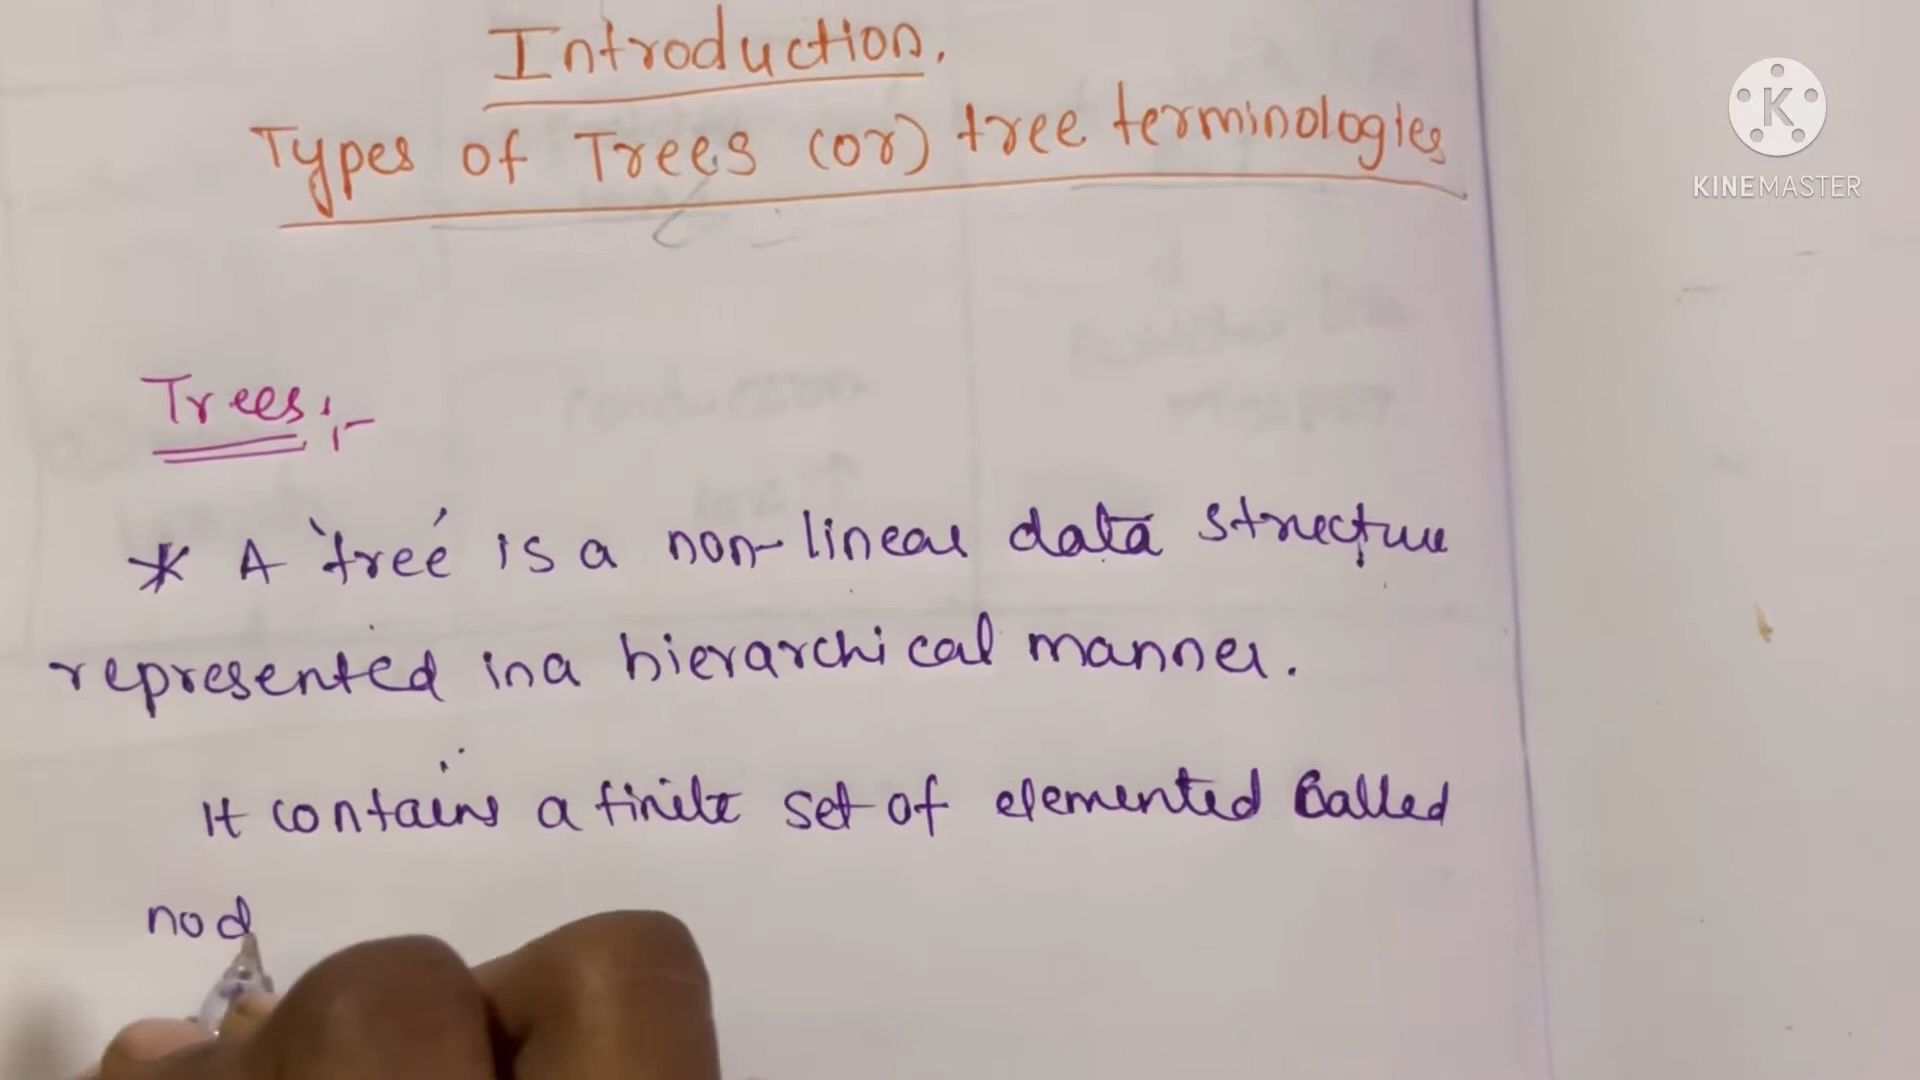 Introduction.
Types of Trees (or) tree terminologies
KINEMASTER
Trees:-
* A 'tree' is a non-linear data structure
represented in a hierarchical manner.
It contains a finite set of elemented Called
nod